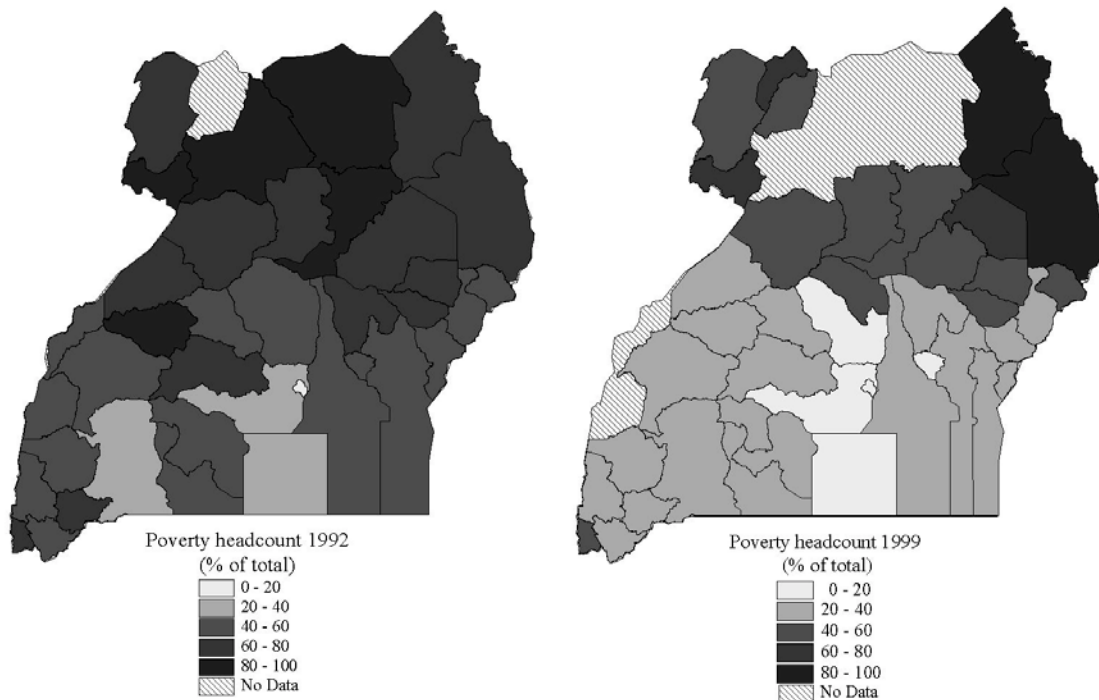 Poverty headcount 1992
(% of total)
0 - 20
20 - 40
40 - 60
60 - 80
80 - 100
No Data
Poverty headcount 1999
(% of total)
0 - 20
20 - 40
40 - 60
60 - 80
80 - 100
No Data